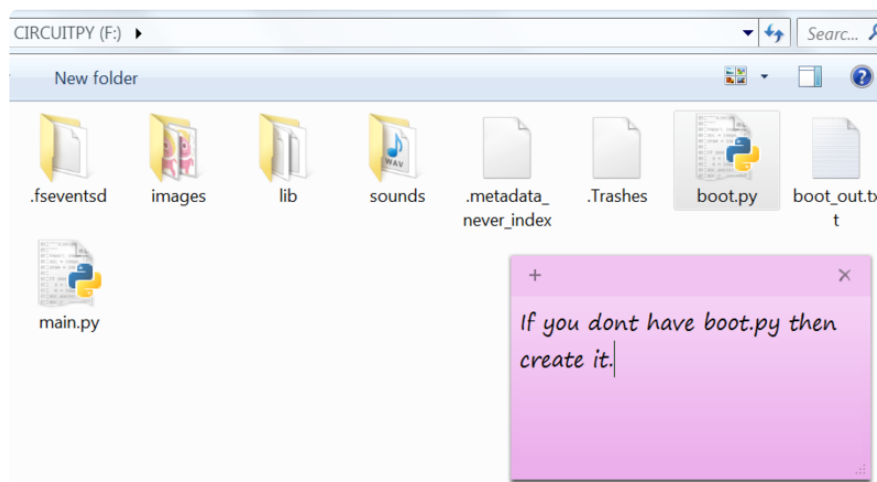 CIRCUITPY (F:)
Searc...
New folder
.fseventsd
images
lib
sounds
.metadata_
never_index
.Trashes
boot.py
boot_out.tx
t
main.py
If you dont have boot.py then
create it.